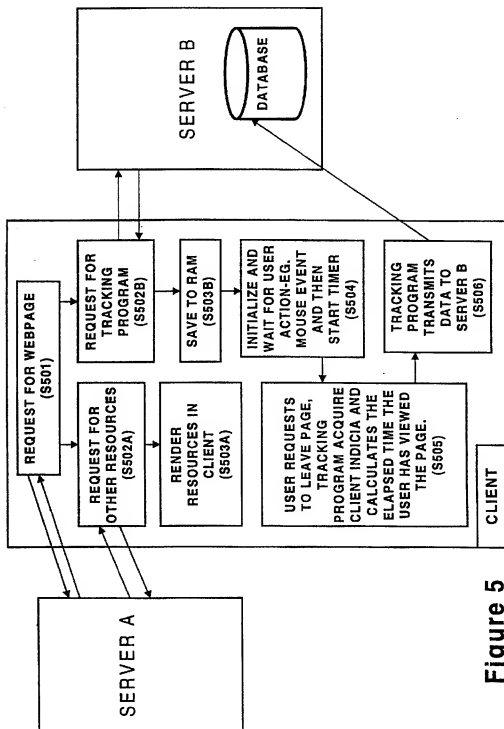 SERVER A
REQUEST FOR WEBPAGE
(S501)
REQUEST FOR
OTHER RESOURCES
(S502A)
RENDER
RESOURCES IN
CLIENT
(S503A)
REQUEST FOR
TRACKING
PROGRAM
(S502B)
SAVE TO RAM
(S503B)
INITIALIZE AND
WAIT FOR USER
ACTION-EG.
MOUSE EVENT
AND THEN
START TIMER
(S504)
USER REQUESTS
TO LEAVE PAGE,
TRACKING
PROGRAM ACQUIRE
CLIENT INDICIA AND
CALCULATES THE
ELAPSED TIME THE
USER HAS VIEWED
THE PAGE.
(S505)
TRACKING
PROGRAM
TRANSMITS
DATA TO
SERVER B
(S506)
CLIENT
SERVER B
DATABASE
Figure 5